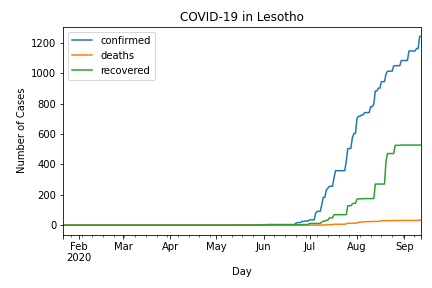 COVID-19 in Lesotho
confirmed
deaths
recovered
Number of Cases
1200
1000
800
600
400
200
0
Feb Mar Apr May Jun Jul Aug Sep
2020
Day